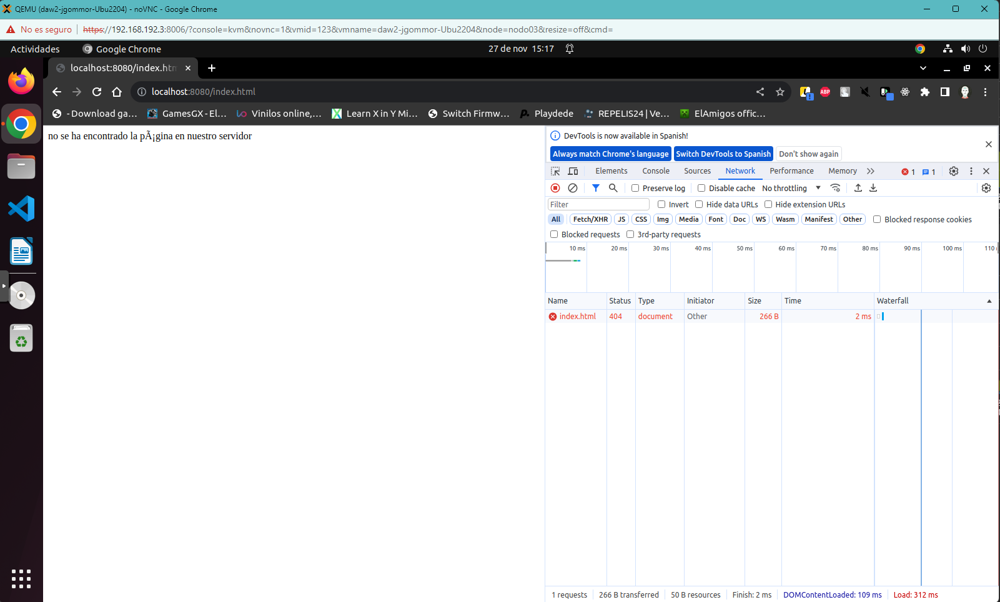 QEMU (daw2-jgommor-Ubu2204) - noVNC - Google Chrome
No es seguro https://192.168.192.3:8006/?console=kvm&novnc=1&vmid=123&vmname=daw2-jgommor-Ubu2204&node=nodo03&resize=off&cmd=
Actividades Google Chrome 27 de nov 15:17
localhost:8080/index.htm
localhost:8080/index.html
ABP
- Download ga… GamesGX - El… Vinilos online,… Learn X in Y Mi… Switch Firmw… Playdede REPELIS24 | Ve… ElAmigos offic…
no se ha encontrado la pÃ¡gina en nuestro servidor
DevTools is now available in Spanish!
Always match Chrome's language Switch DevTools to Spanish Don't show again
Elements Console Sources Network Performance Memory 1 1
Preserve log Disable cache No throttling
Filter Invert Hide data URLs Hide extension URLs
All Fetch/XHR JS CSS Img Media Font Doc WS Wasm Manifest Other Blocked response cookies
Blocked requests 3rd-party requests
10 ms 20 ms 30 ms 40 ms 50 ms 60 ms 70 ms 80 ms 90 ms 100 ms 110
Name Status Type Initiator Size Time Waterfall
index.html 404 document Other 266 B 2 ms
1 requests 266 B transferred 50 B resources Finish: 2 ms DOMContentLoaded: 109 ms Load: 312 ms